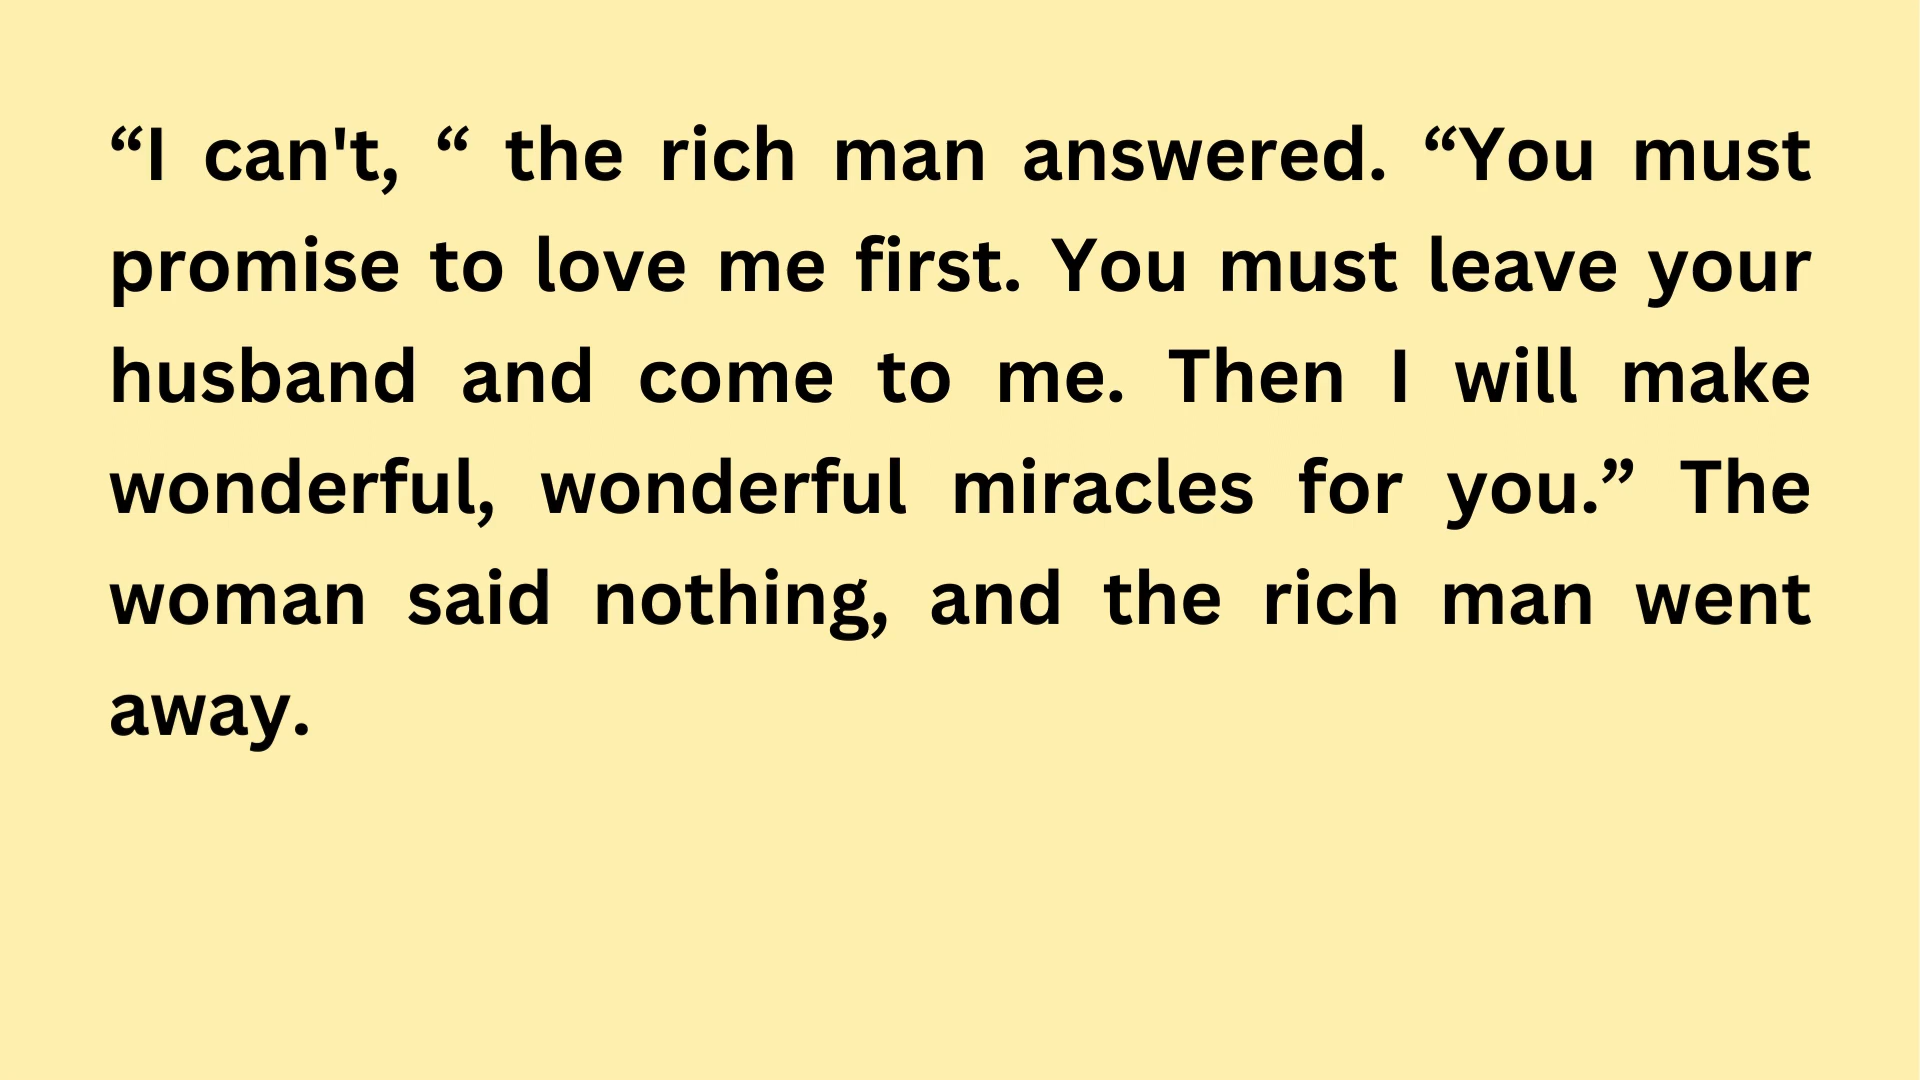 “I can't, “ the rich man answered. “You must
promise to love me first. You must leave your
husband and come to me. Then I will make
wonderful, wonderful miracles for you.” The
woman said nothing, and the rich man went
away.